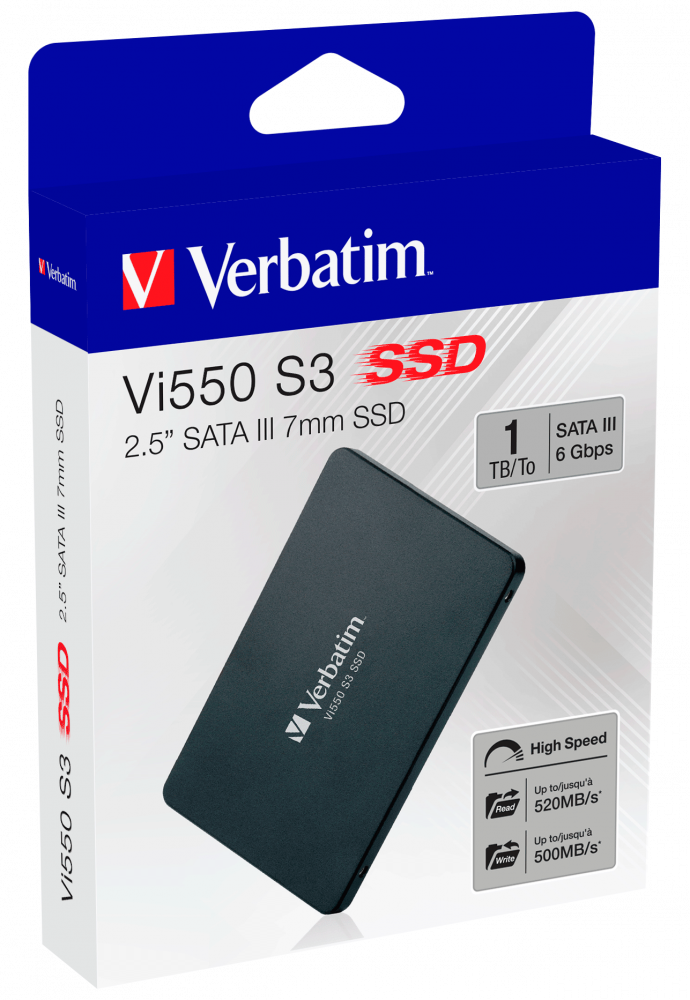 Verbatim™
Verbatim
Vi550 S3 SSD
2.5” SATA III 7mm SSD
1
TB/To
SATA III
6 Gbps
Vi550 S3 SSD 2.5” SATA III 7mm SSD
Verbatim™
Vi550 S3 SSD
High Speed
Read
Up to/jusqu'à
520MB/s*
Write
Up to/jusqu'à
500MB/s*